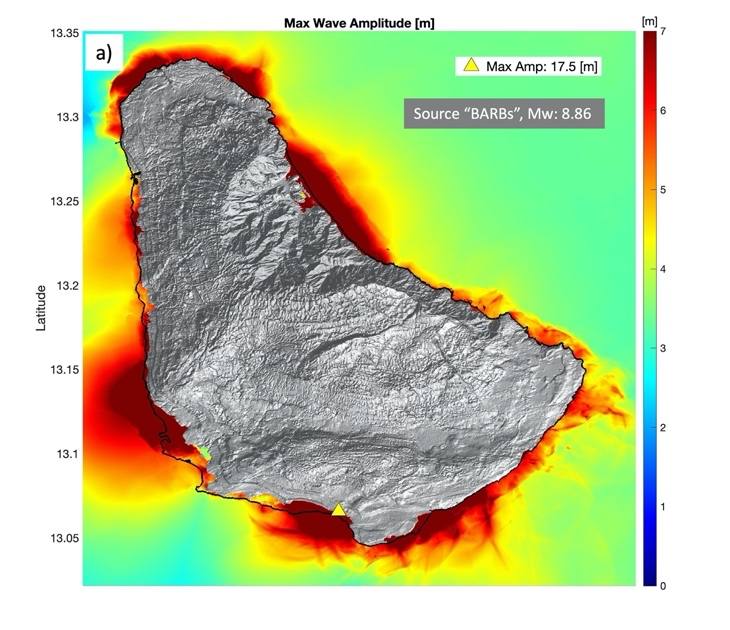 Max Wave Amplitude [m]
[m]
a)
Max Amp: 17.5 [m]
Source “BARBs”, Mw: 8.86
Latitude
13.35
13.3
13.25
13.2
13.15
13.1
13.05
7
6
5
4
3
2
1
0